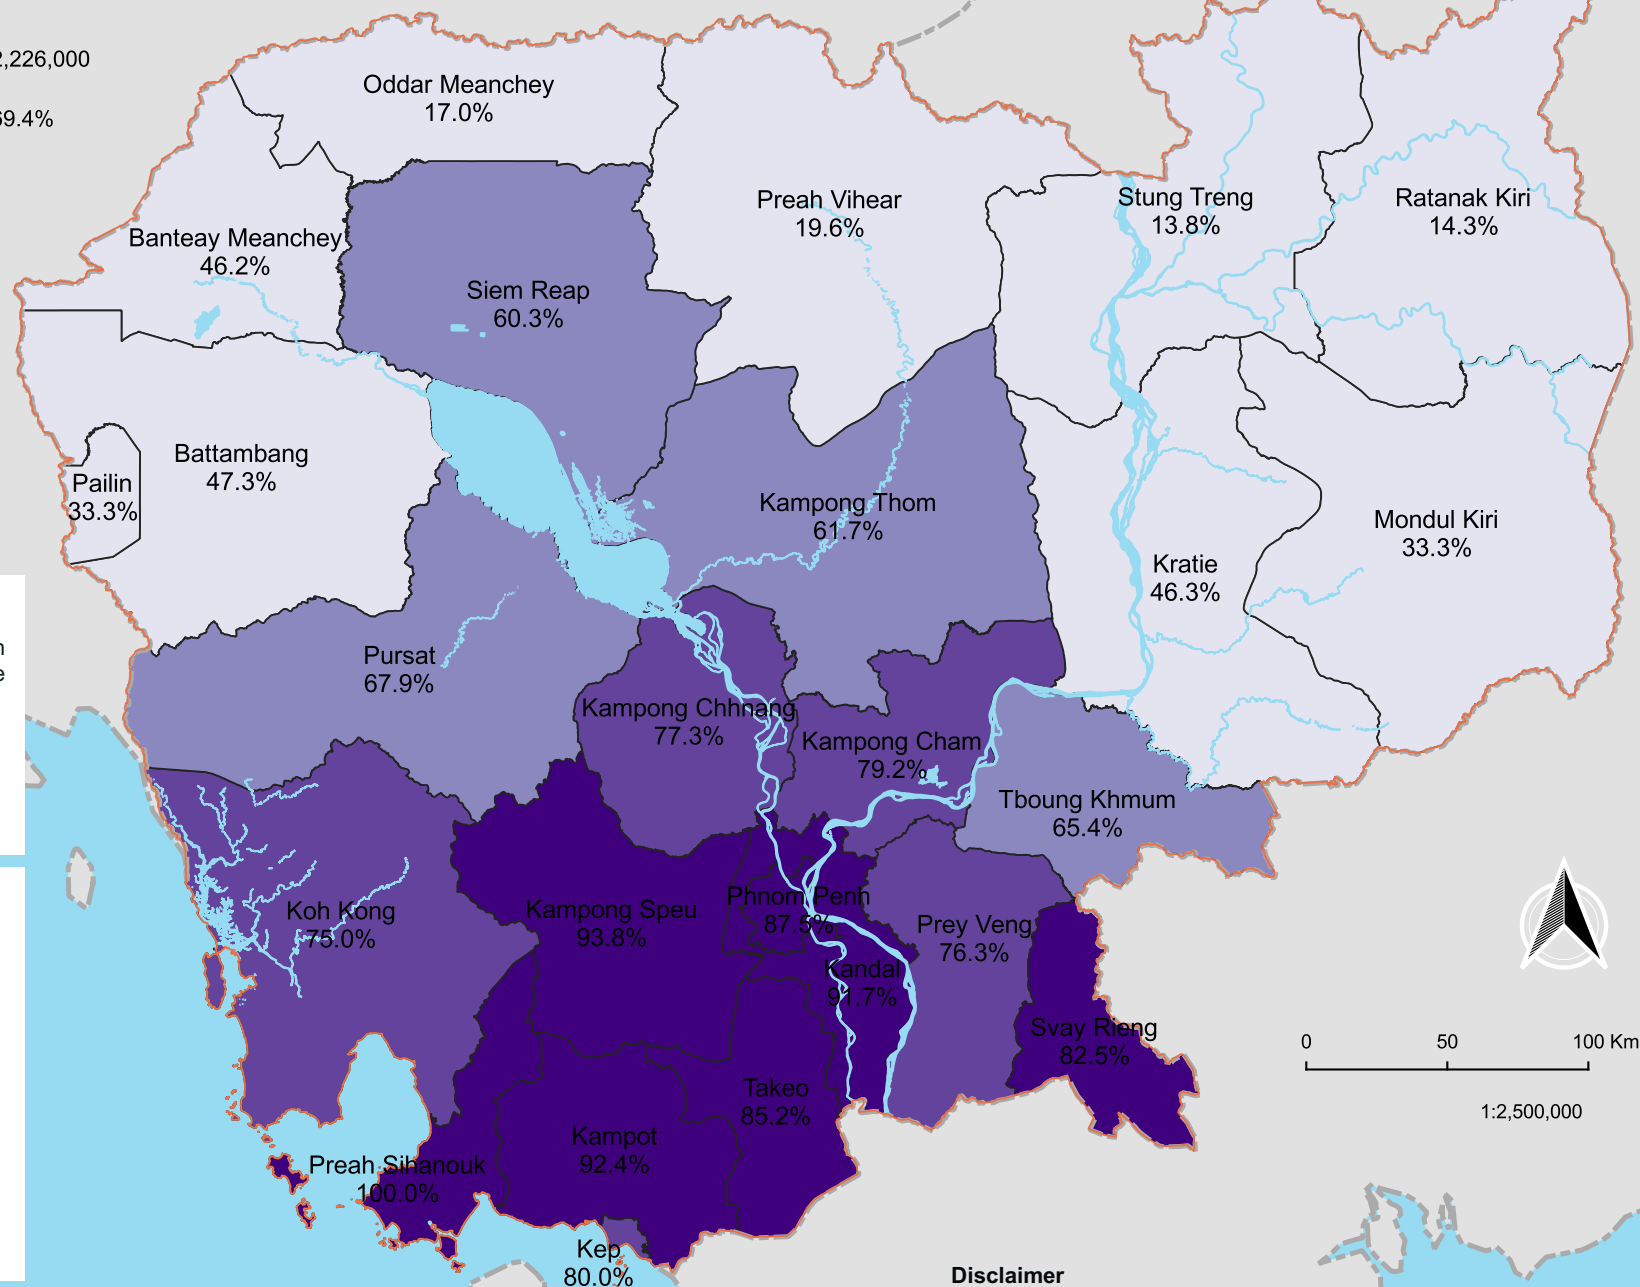 2,226,000
69.4%
Oddar Meanchey
17.0%
Preah Vihear
19.6%
Stung Treng
13.8%
Ratanak Kiri
14.3%
Banteay Meanchey
46.2%
Siem Reap
60.3%
Battambang
47.3%
Pailin
33.3%
Kampong Thom
61.7%
Mondul Kiri
33.3%
Kratie
46.3%
Pursat
67.9%
Kampong Chhnang
77.3%
Kampong Cham
79.2%
Tboung Khmum
65.4%
Koh Kong
75.0%
Kampong Speu
93.8%
Phnom Penh
87.5%
Prey Veng
76.3%
Kandal
91.7%
Svay Rieng
82.5%
Takeo
85.2%
Kampot
92.4%
Preah Sihanouk
100.0%
Kep
80.0%
0 50 100 Km
1:2,500,000
Disclaimer